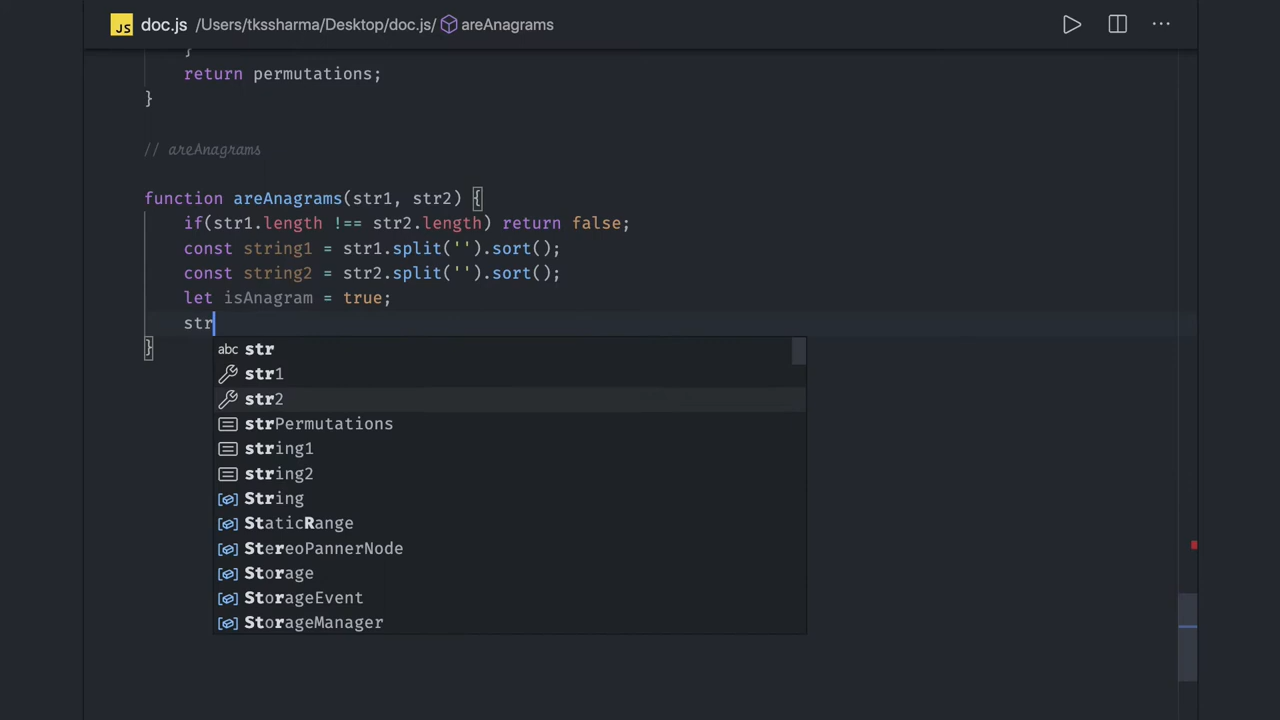 JS doc.js /Users/tkssharma/Desktop/doc.js/ areAnagrams
}
return permutations;
}
// areAnagrams
function areAnagrams(str1, str2) {
if(str1.length !== str2.length) return false;
const string1 = str1.split('').sort();
const string2 = str2.split('').sort();
let isAnagram = true;
str
}
abc str
str1
str2
strPermutations
string1
string2
String
StaticRange
StereoPannerNode
Storage
StorageEvent
StorageManager